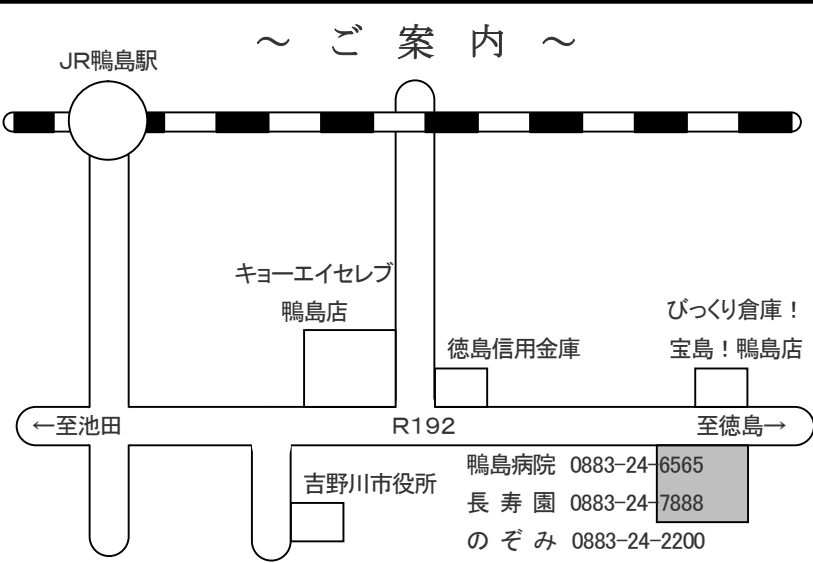 ～ ご 案 内 ～
JR鴨島駅
キョーエイセレブ
鴨島店
びっくり倉庫！
宝島！鴨島店
徳島信用金庫
←至池田
R192
至徳島→
吉野川市役所
鴨島病院 0883-24-6565
長 寿 園 0883-24-7888
の ぞ み 0883-24-2200